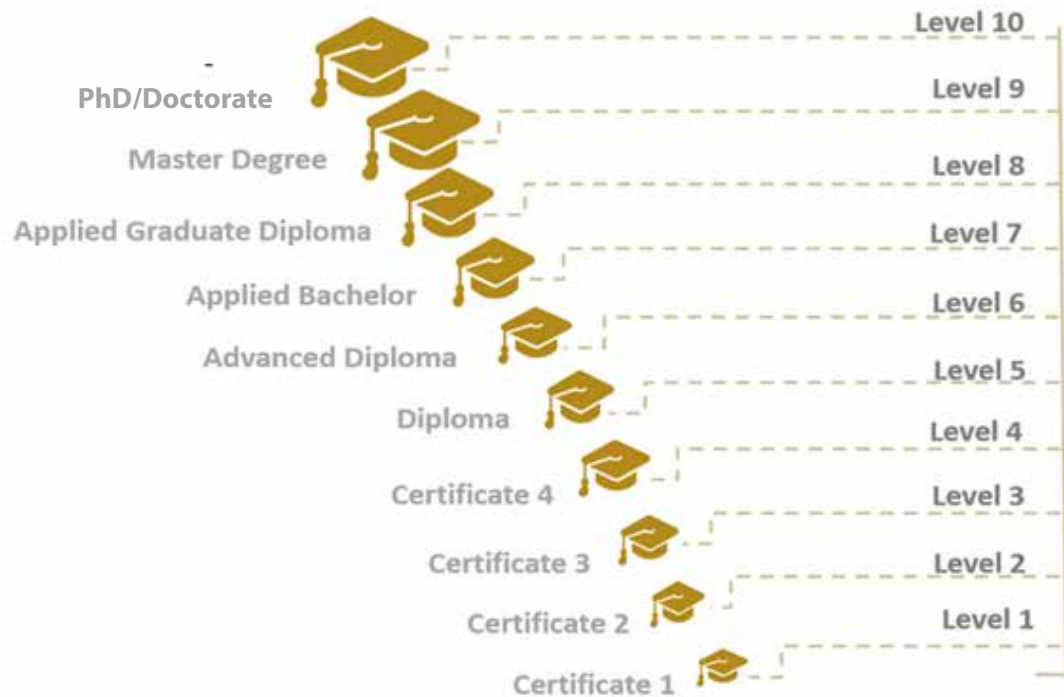 Level 10
PhD/Doctorate
Level 9
Master Degree
Level 8
Applied Graduate Diploma
Level 7
Applied Bachelor
Level 6
Advanced Diploma
Level 5
Diploma
Level 4
Certificate 4
Level 3
Certificate 3
Level 2
Certificate 2
Level 1
Certificate 1